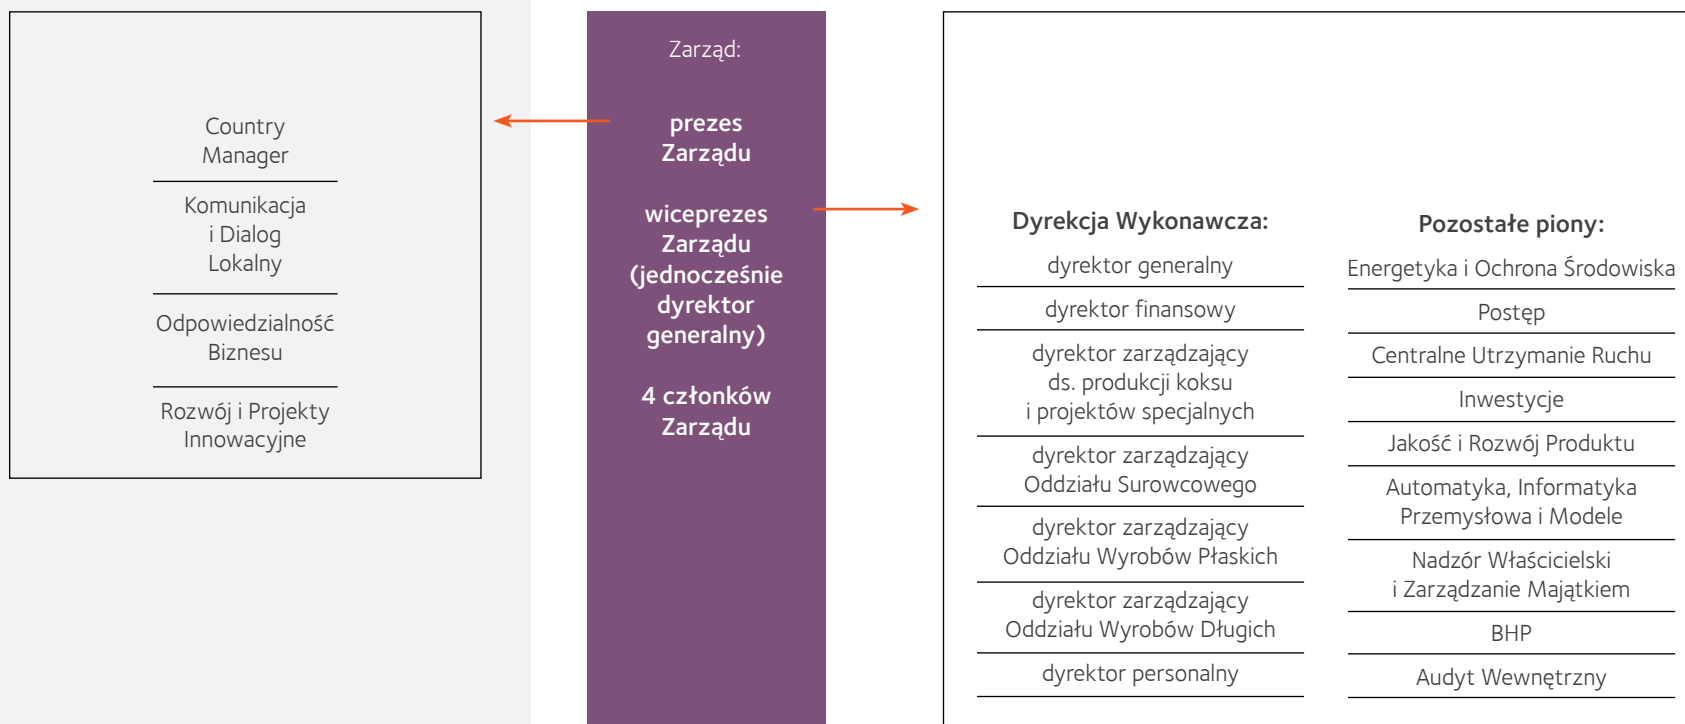 Country
Manager
Komunikacja
i Dialog
Lokalny
Odpowiedzialność
Biznesu
Rozwój i Projekty
Innowacyjne
Zarząd:
prezes
Zarządu
wiceprezes
Zarządu
(jednocześnie
dyrektor
generalny)
4 członków
Zarządu
Dyrekcja Wykonawcza:
dyrektor generalny
dyrektor finansowy
dyrektor zarządzający
ds. produkcji koksu
i projektów specjalnych
dyrektor zarządzający
Oddziału Surowcowego
dyrektor zarządzający
Oddziału Wyrobów Płaskich
dyrektor zarządzający
Oddziału Wyrobów Długich
dyrektor personalny
Pozostałe piony:
Energetyka i Ochrona Środowiska
Postęp
Centralne Utrzymanie Ruchu
Inwestycje
Jakość i Rozwój Produktu
Automatyka, Informatyka
Przemysłowa i Modele
Nadzór Właścicielski
i Zarządzanie Majątkiem
BHP
Audyt Wewnętrzny